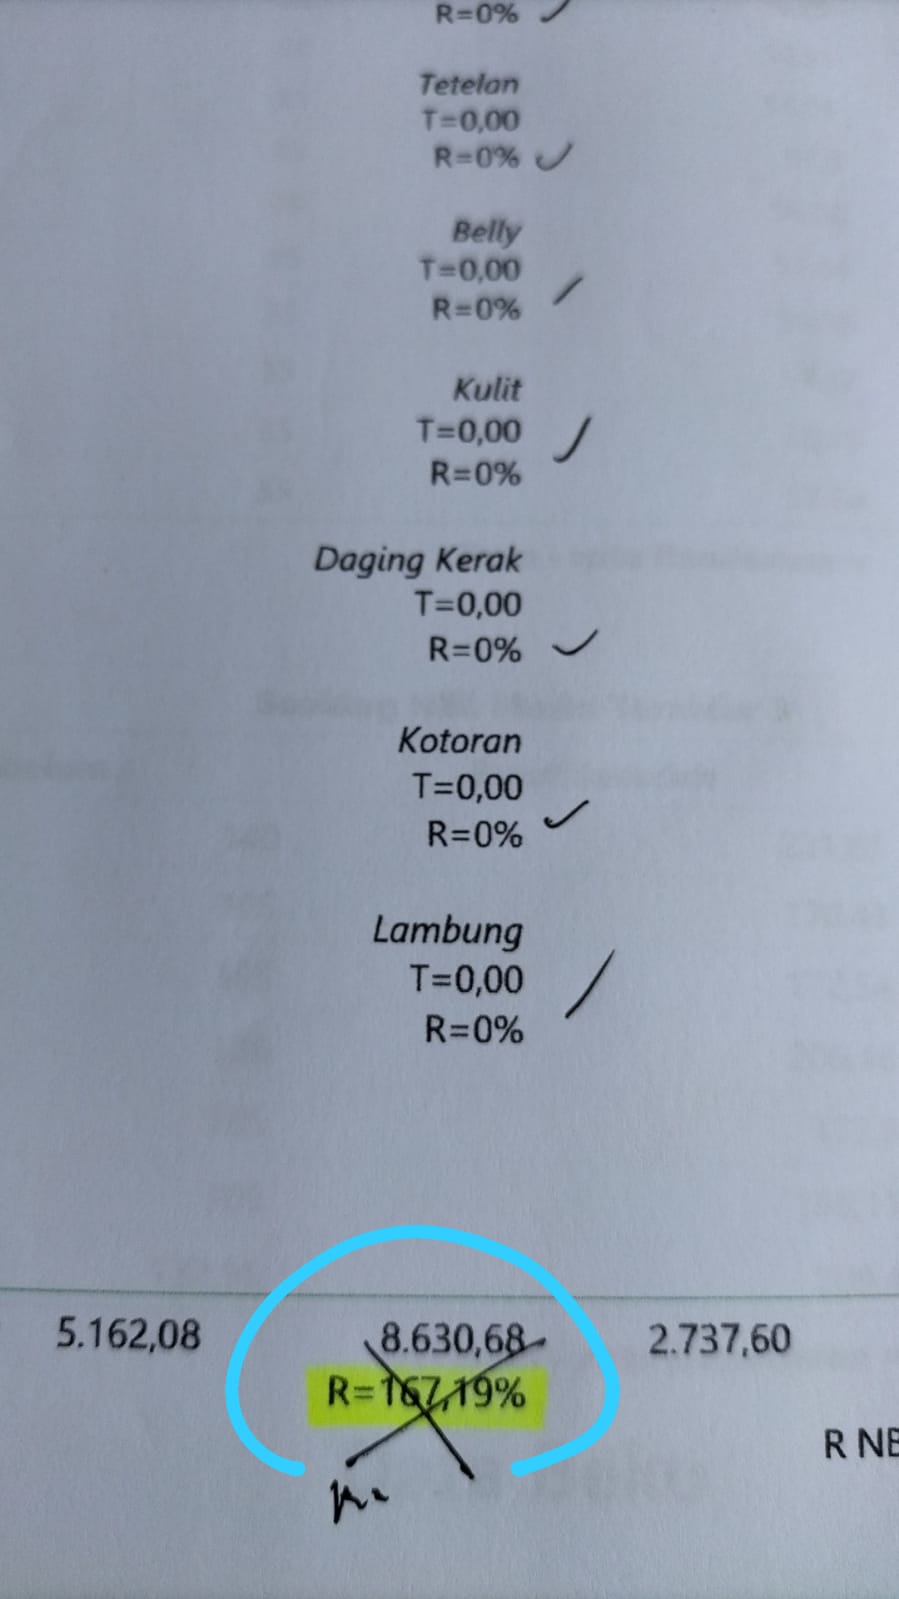 R=0%
Tetelan
T=0,00
R=0%
Belly
T=0,00
R=0%
Kulit
T=0,00
R=0%
Daging Kerak
T=0,00
R=0%
Kotoran
T=0,00
R=0%
Lambung
T=0,00
R=0%
5.162,08 8.630,68 2.737,60
R=167,19%
R NE